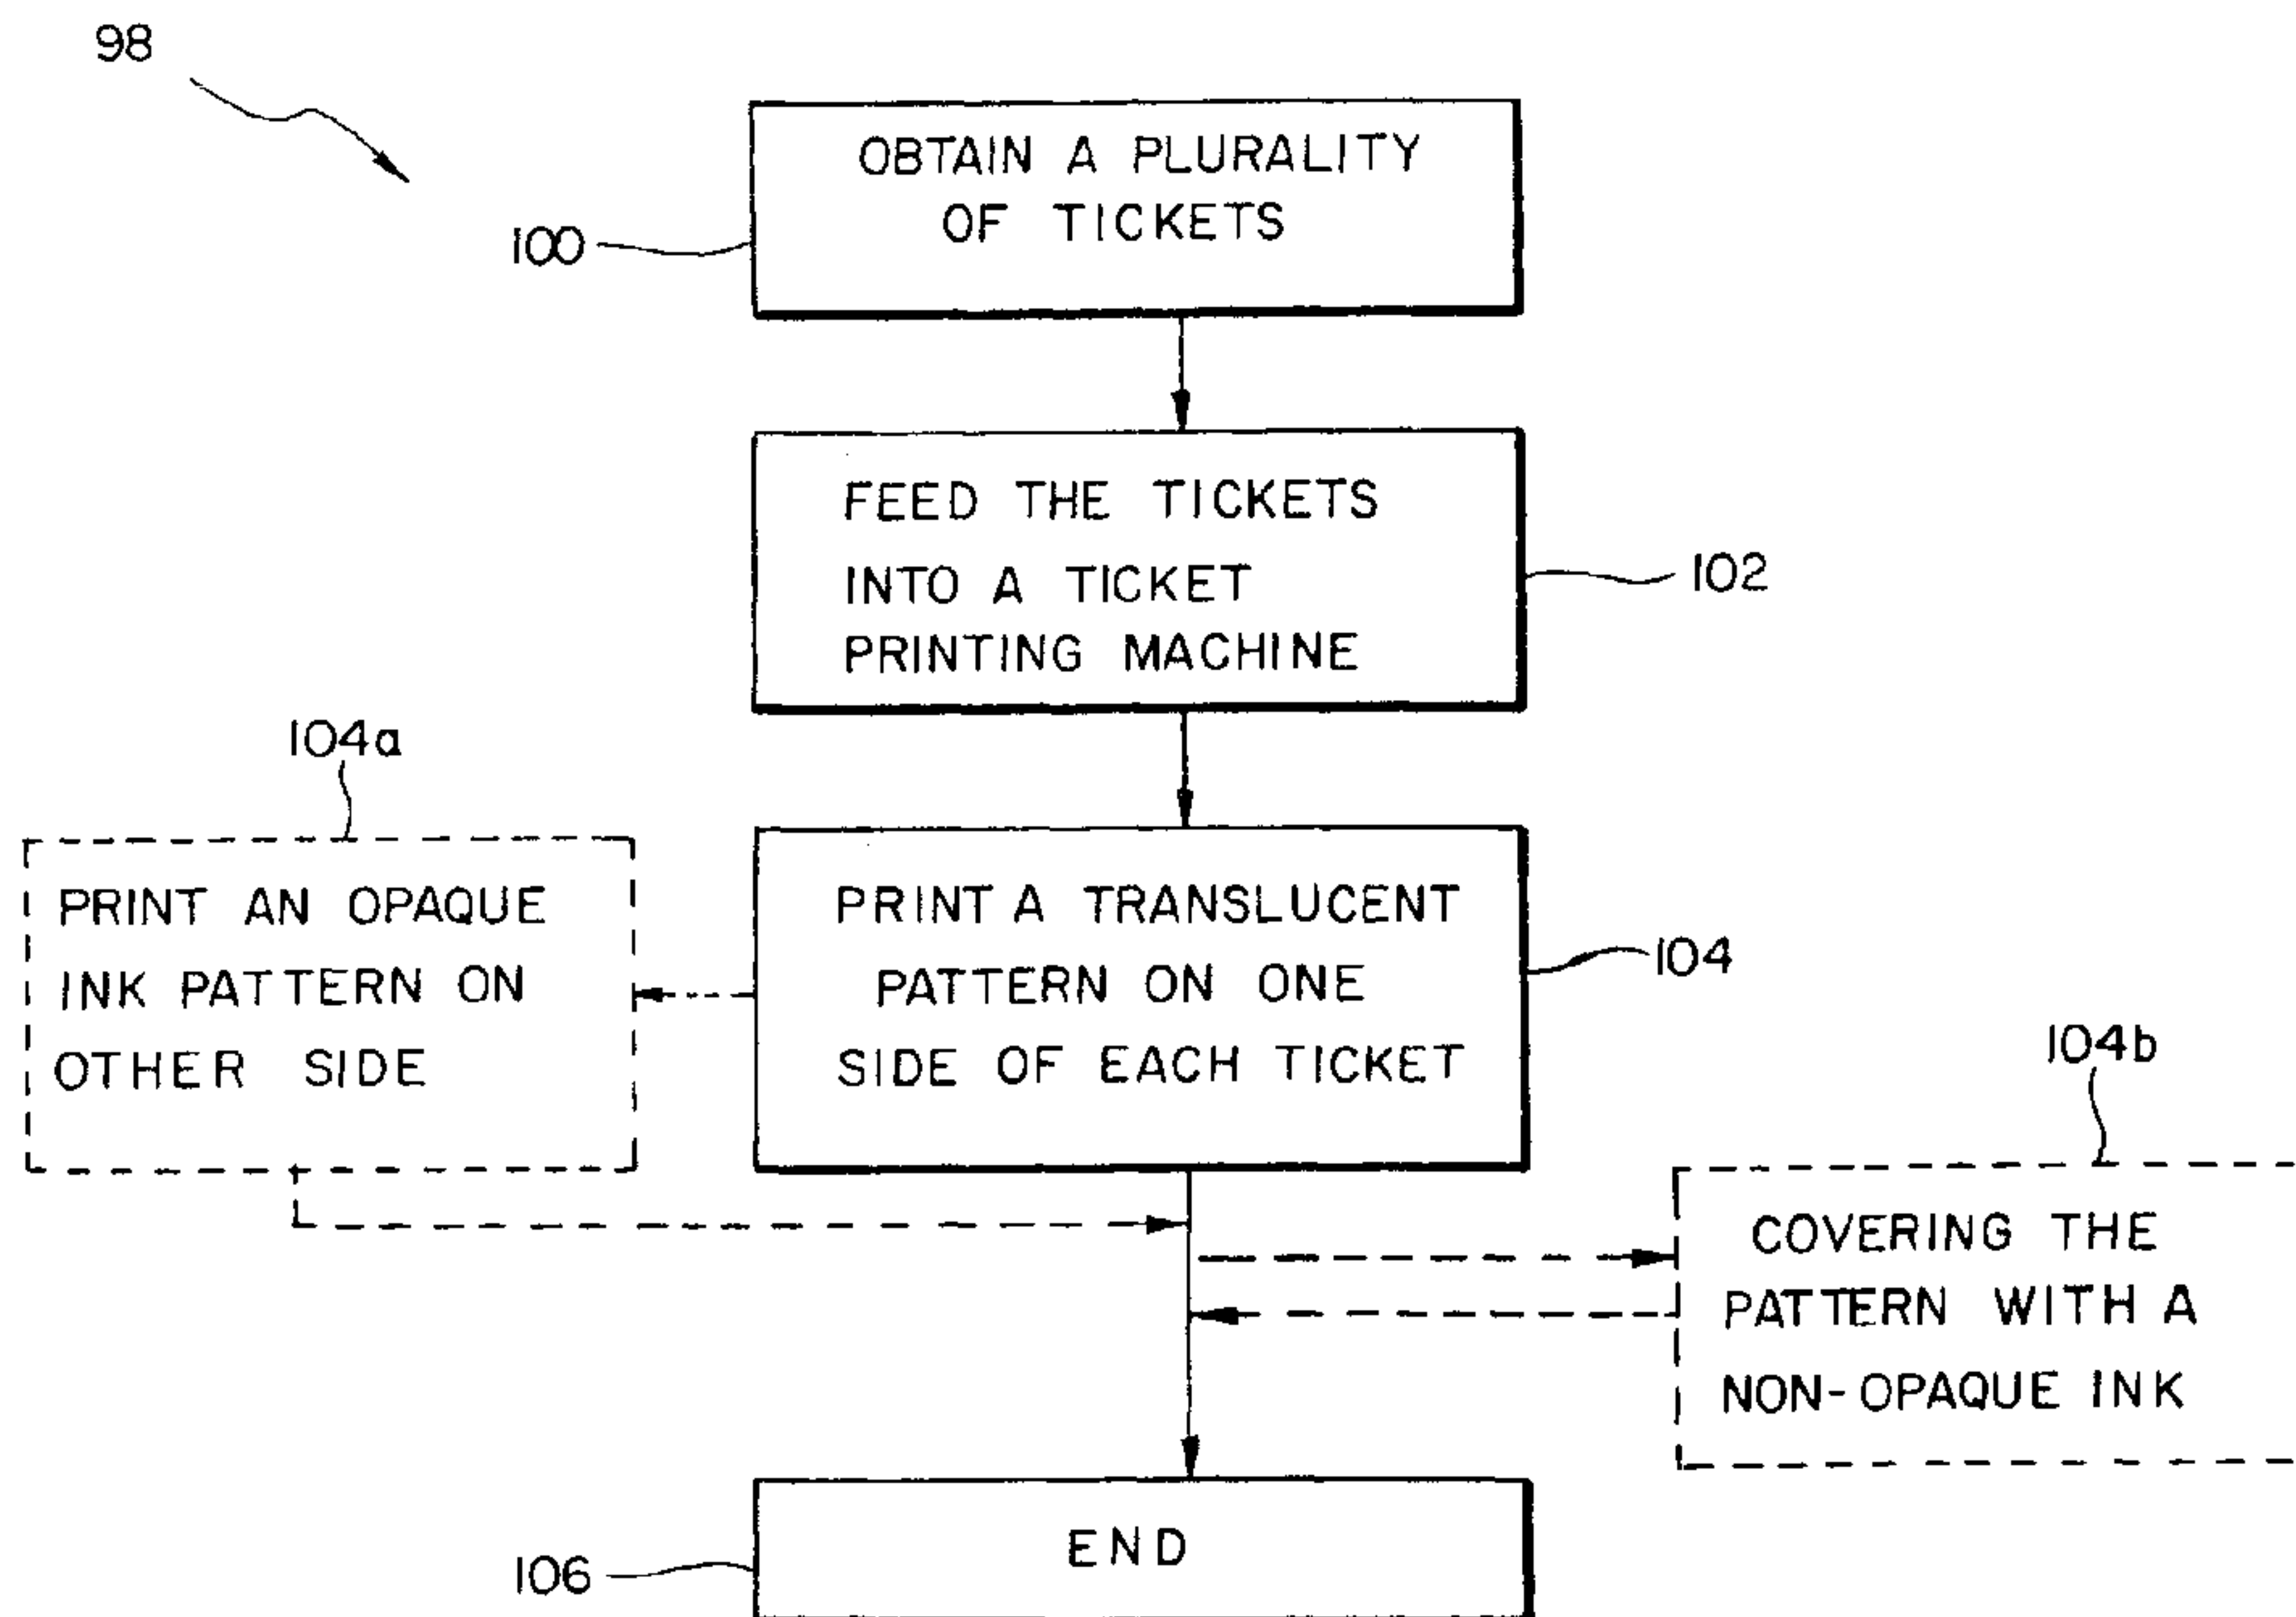 98
OBTAIN A PLURALITY
OF TICKETS
100
FEED THE TICKETS
INTO A TICKET
PRINTING MACHINE
102
104a
PRINT AN OPAQUE
INK PATTERN ON
OTHER SIDE
PRINT A TRANSLUCENT
PATTERN ON ONE
SIDE OF EACH TICKET
104
104b
COVERING THE
PATTERN WITH A
NON-OPAQUE INK
END
106